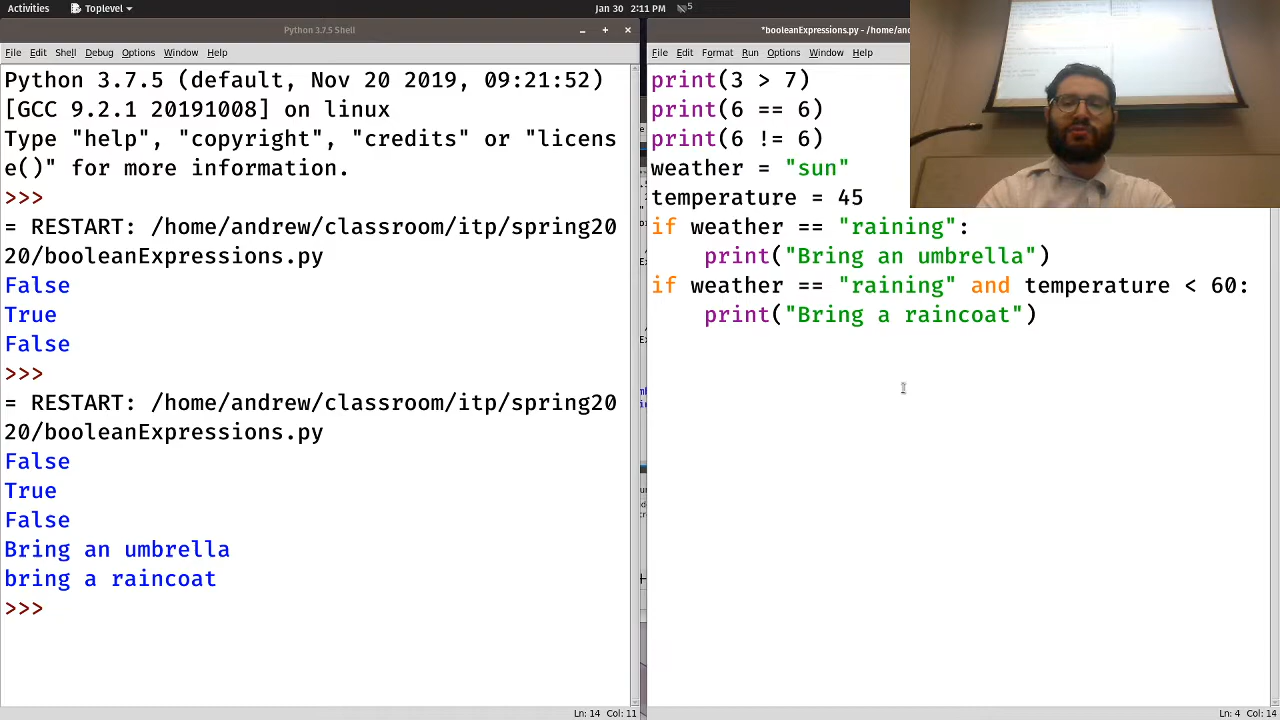 Activities Toplevel Jan 30 2:11 PM 5
Python 3.7.5 Shell
File Edit Shell Debug Options Window Help
Python 3.7.5 (default, Nov 20 2019, 09:21:52)
[GCC 9.2.1 20191008] on linux
Type "help", "copyright", "credits" or "licens
e()" for more information.
>>>
= RESTART: /home/andrew/classroom/itp/spring20
20/booleanExpressions.py
False
True
False
>>>
= RESTART: /home/andrew/classroom/itp/spring20
20/booleanExpressions.py
False
True
False
Bring an umbrella
bring a raincoat
>>>
Ln: 14 Col: 11
*booleanExpressions.py - /home/and
File Edit Format Run Options Window Help
print(3 > 7)
print(6 == 6)
print(6 != 6)
weather = "sun"
temperature = 45
if weather == "raining":
    print("Bring an umbrella")
if weather == "raining" and temperature < 60:
    print("Bring a raincoat")
Ln: 4 Col: 14